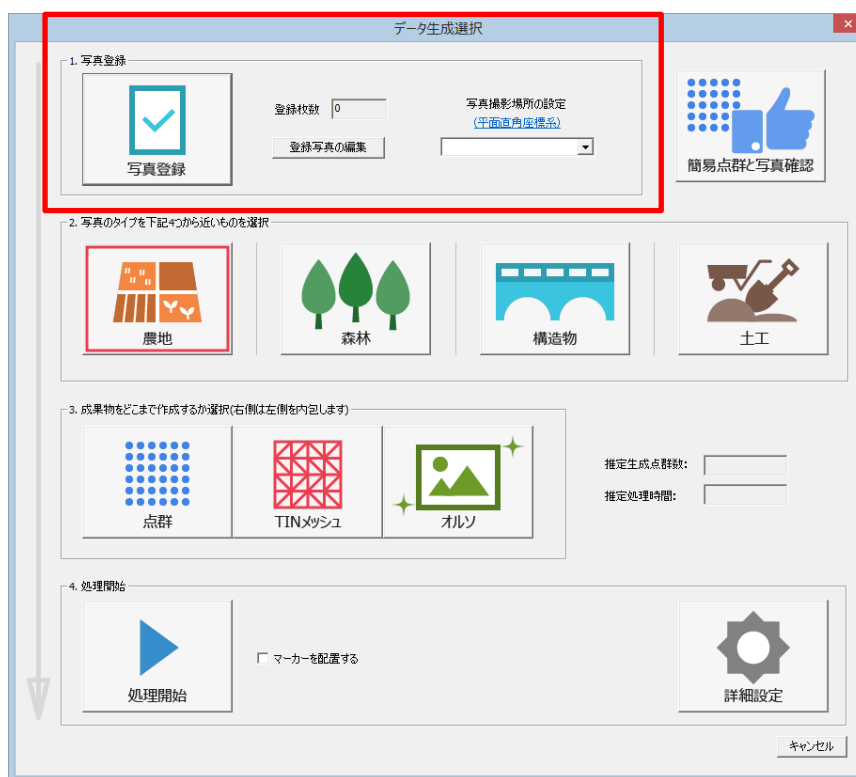 データ生成選択
1. 写真登録
写真登録
登録枚数 0
登録写真の編集
写真撮影場所の設定
(平面直角座標系)
簡易点群と写真確認
2. 写真のタイプを下記4つから近いものを選択
農地
森林
構造物
土工
3. 成果物をどこまで作成するか選択(右側は左側を内包します)
点群
TINメッシュ
オルソ
推定生成点群数:
推定処理時間:
4. 処理開始
処理開始
マーカーを配置する
詳細設定
キャンセル